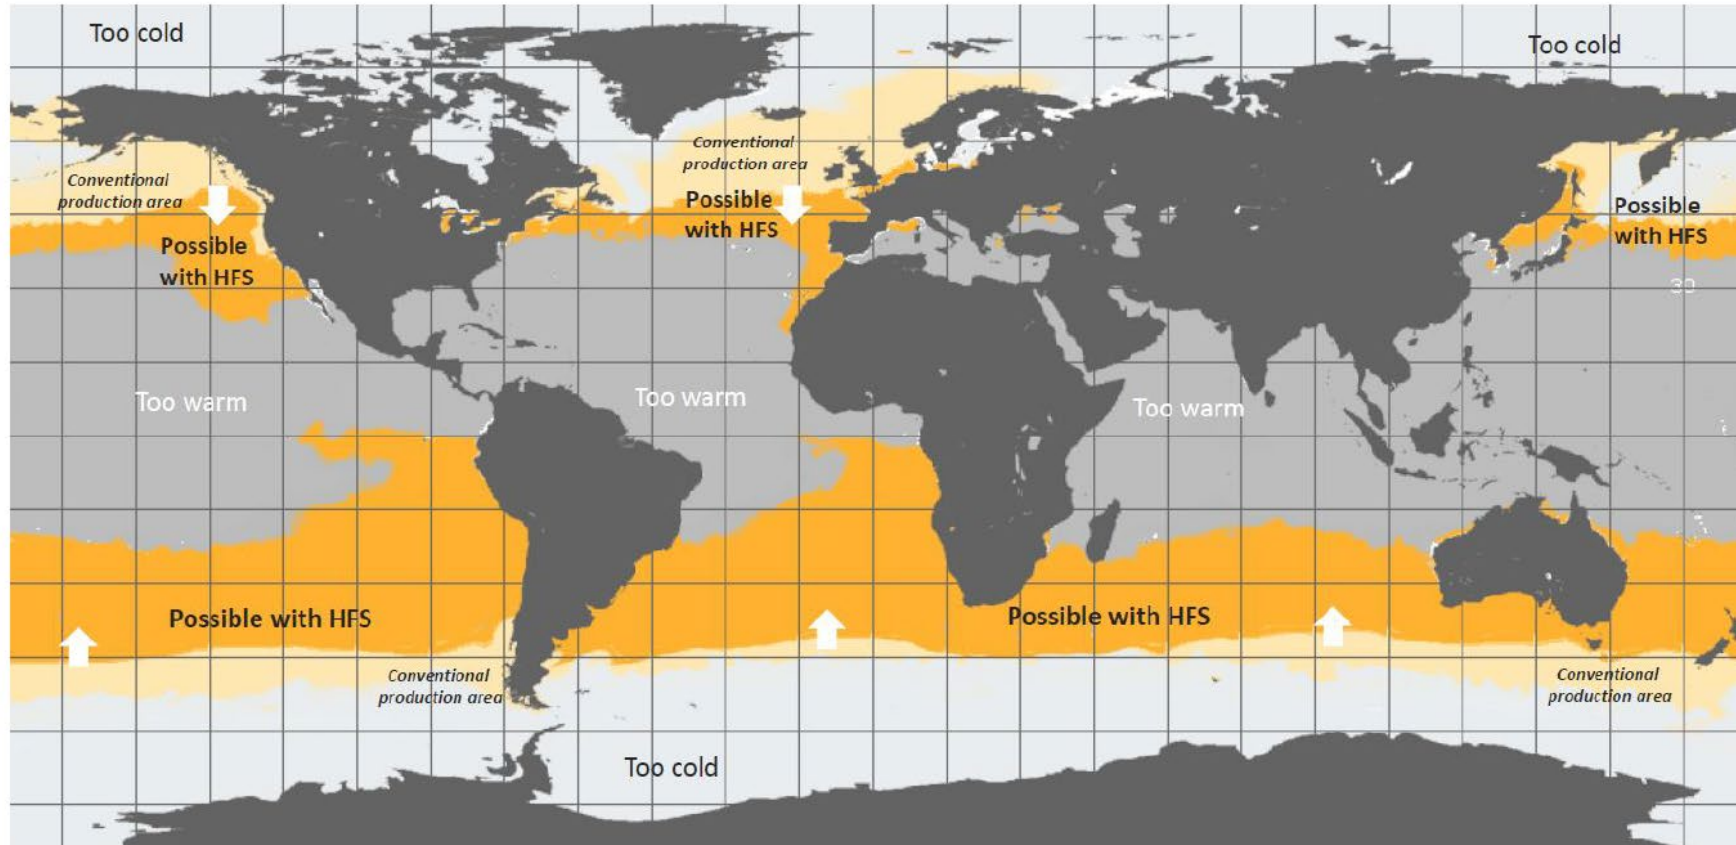 Too cold
Too cold
Conventional
production area
Conventional
production area
Possible
with HFS
Possible
with HFS
Possible
with HFS
30
Too warm
Too warm
Too warm
Possible with HFS
Possible with HFS
Conventional
production area
Conventional
production area
Too cold